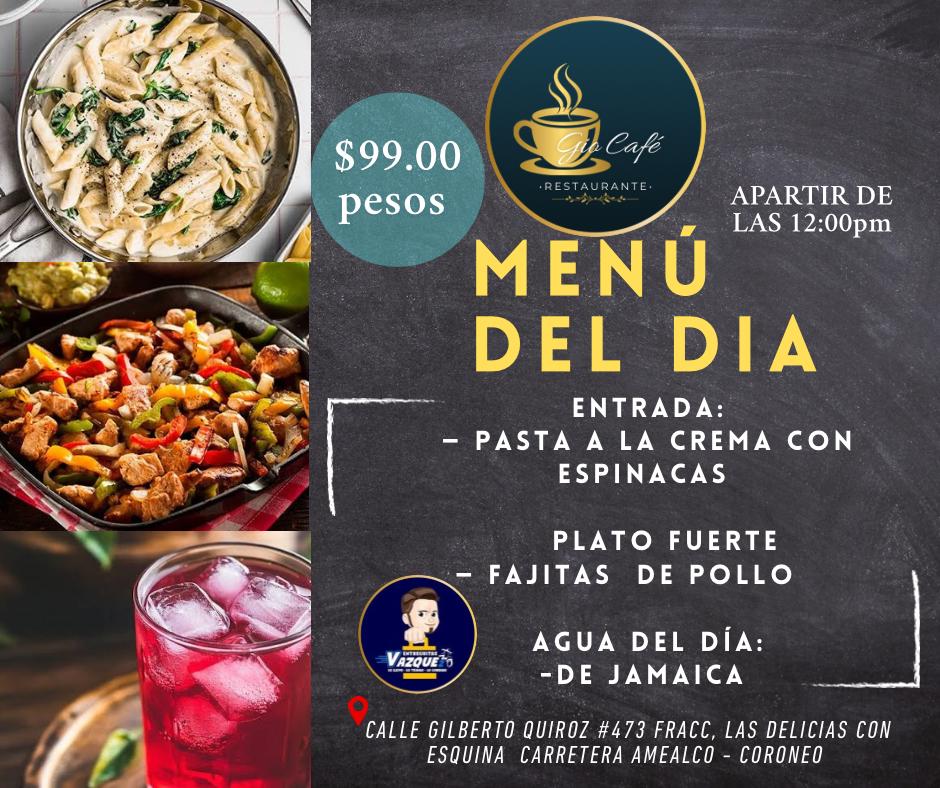 $99.00
pesos
Gio Café
·RESTAURANTE·
APARTIR DE
LAS 12:00pm
MENÚ
DEL DIA
ENTRADA:
– PASTA A LA CREMA CON
ESPINACAS
PLATO FUERTE
– FAJITAS DE POLLO
AGUA DEL DÍA:
-DE JAMAICA
VAZQUEZ
CALLE GILBERTO QUIROZ #473 FRACC, LAS DELICIAS CON
ESQUINA CARRETERA AMEALCO - CORONEO